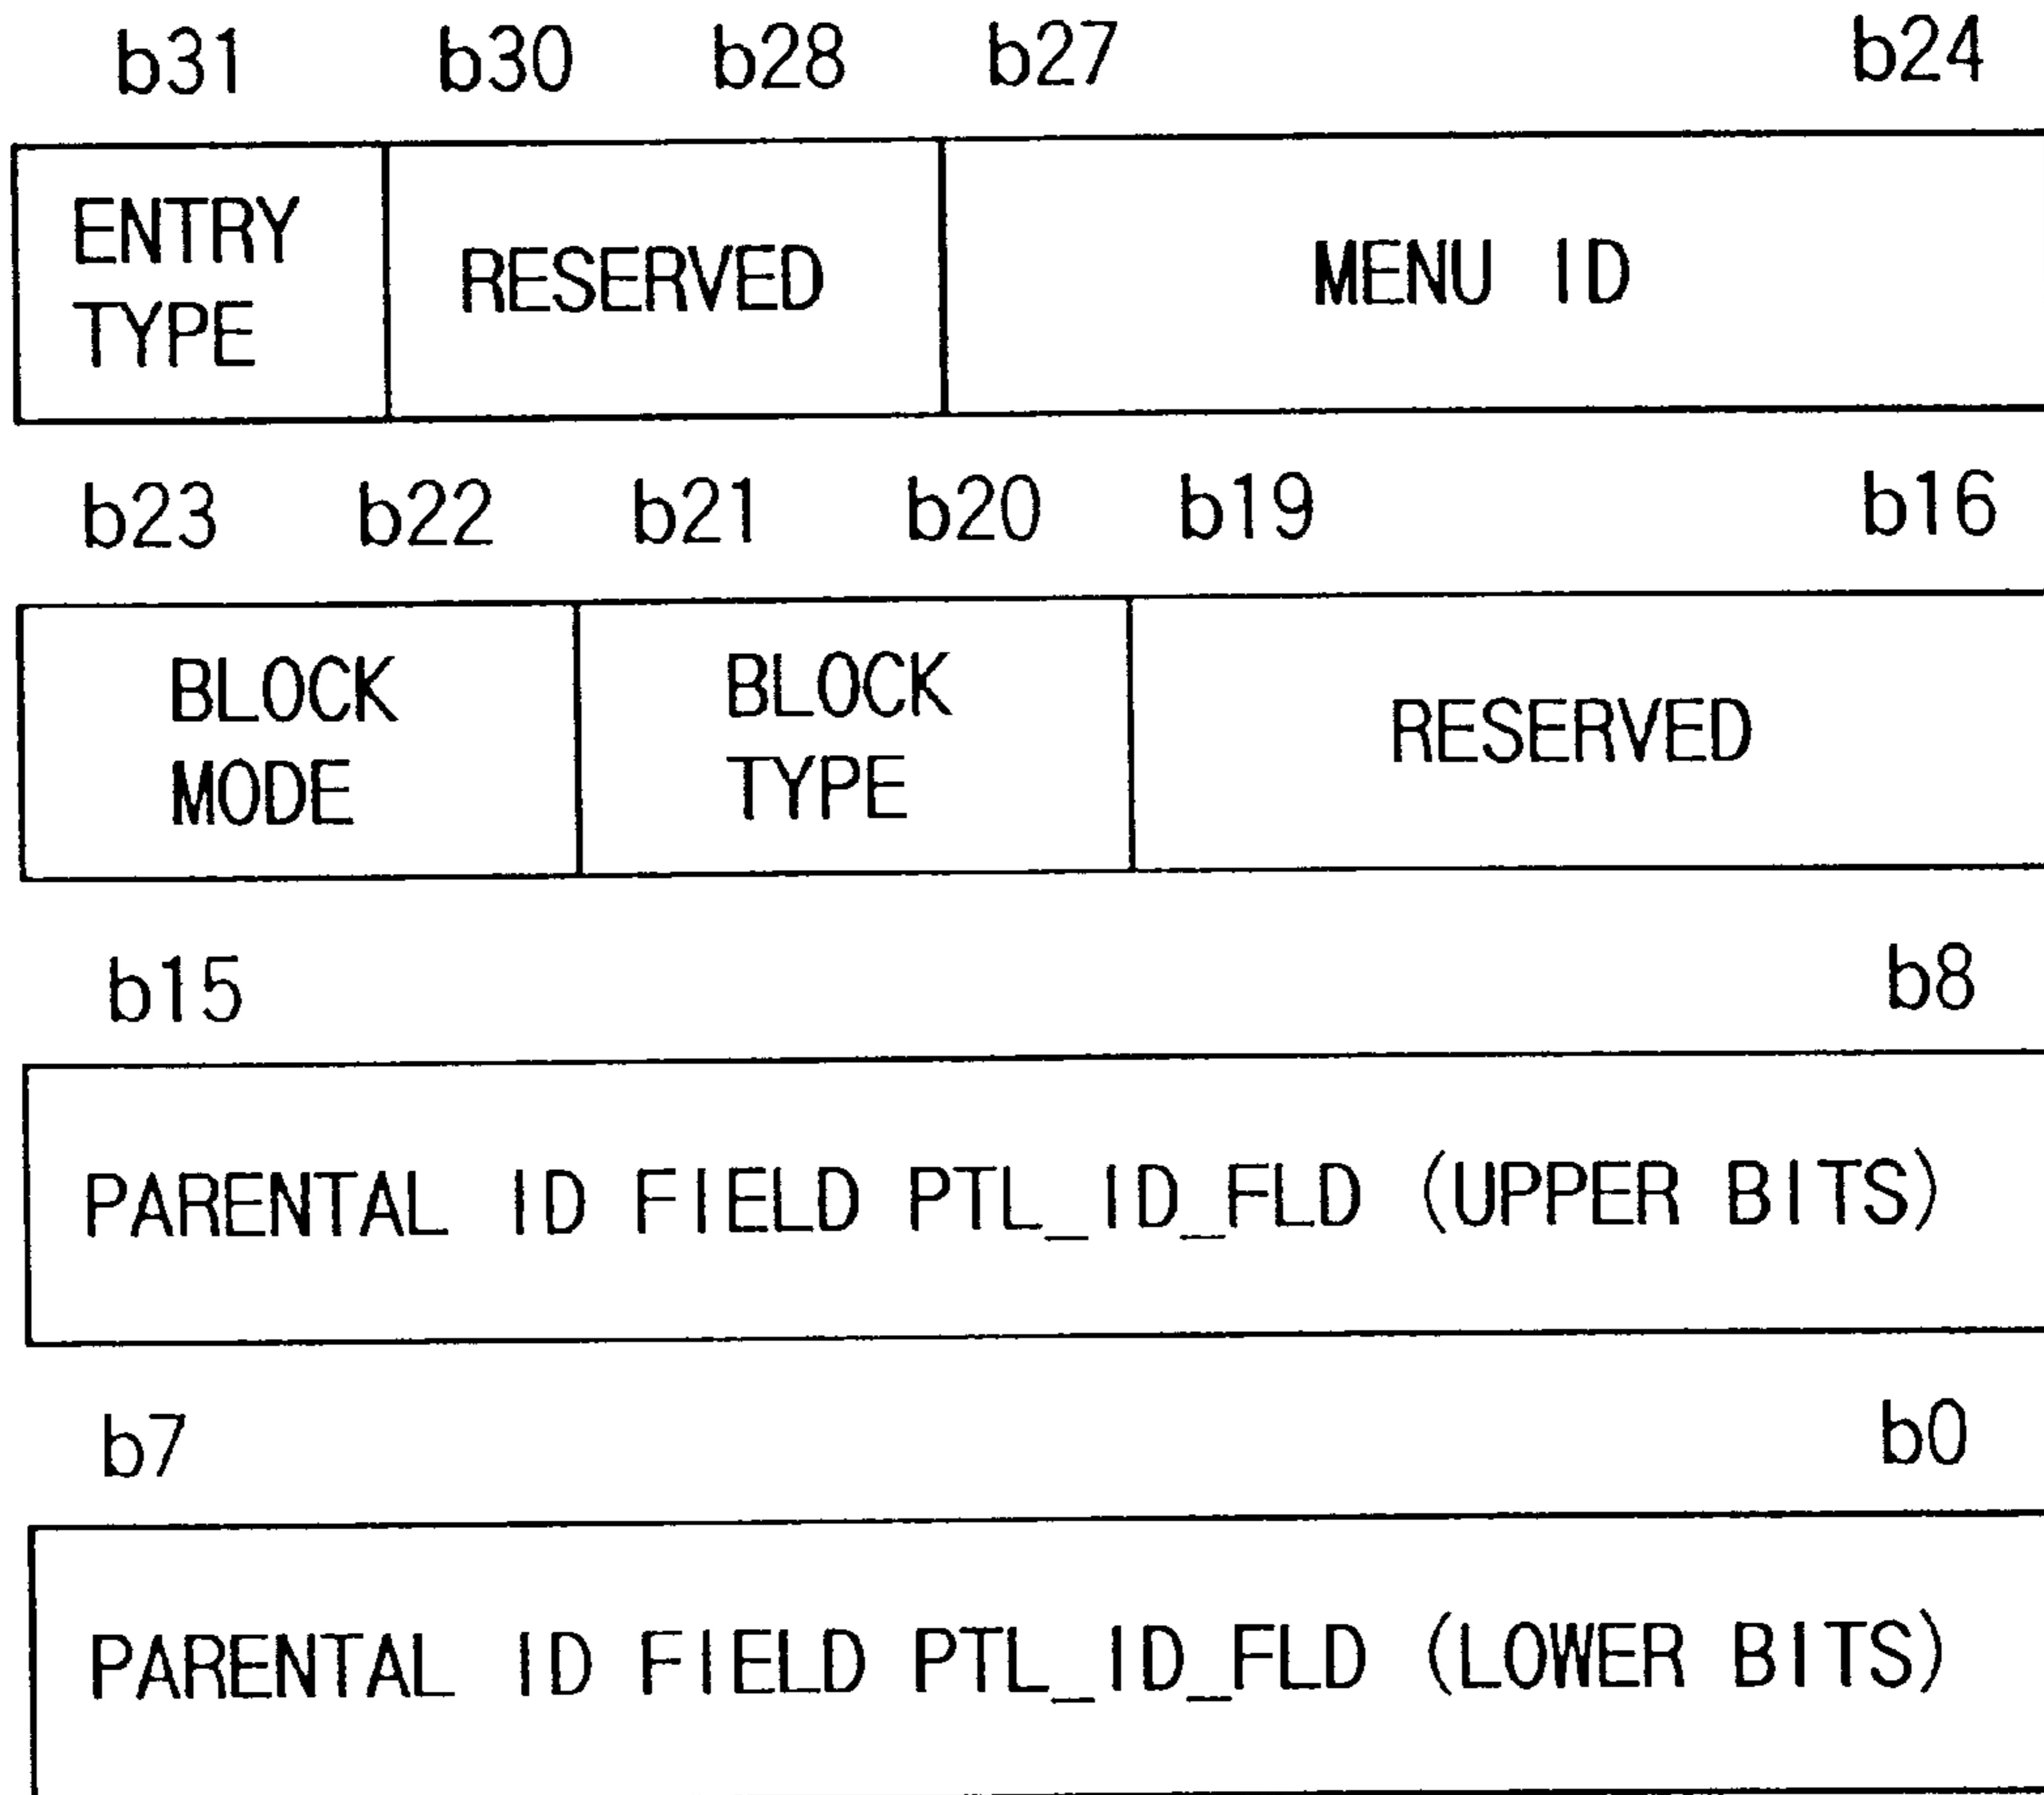 b31 b30 b28 b27 b24
ENTRY
TYPE
RESERVED
MENU ID
b23 b22 b21 b20 b19 b16
BLOCK
MODE
BLOCK
TYPE
RESERVED
b15 b8
PARENTAL ID FIELD PTL_ID_FLD (UPPER BITS)
b7 b0
PARENTAL ID FIELD PTL_ID_FLD (LOWER BITS)